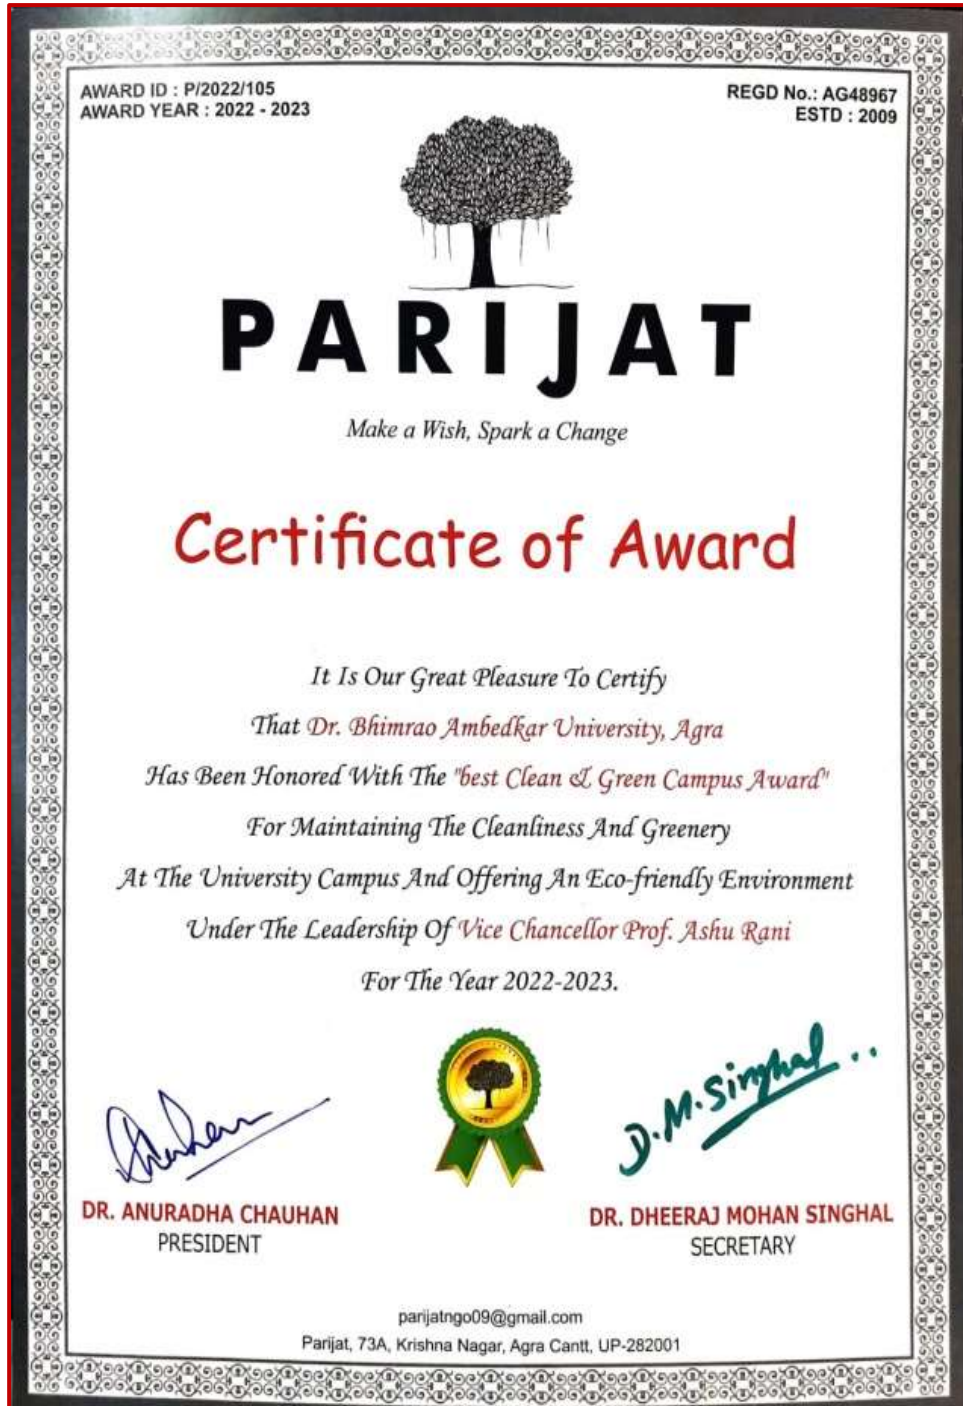 AWARD ID : P/2022/105
AWARD YEAR : 2022 - 2023
REGD No.: AG48967
ESTD : 2009
PARIJAT
Make a Wish, Spark a Change
Certificate of Award
It Is Our Great Pleasure To Certify
That Dr. Bhimrao Ambedkar University, Agra
Has Been Honored With The "best Clean & Green Campus Award"
For Maintaining The Cleanliness And Greenery
At The University Campus And Offering An Eco-friendly Environment
Under The Leadership Of Vice Chancellor Prof. Ashu Rani
For The Year 2022-2023.
D.M.Singhal
DR. ANURADHA CHAUHAN
PRESIDENT
DR. DHEERAJ MOHAN SINGHAL
SECRETARY
parijatngo09@gmail.com
Parijat, 73A, Krishna Nagar, Agra Cantt, UP-282001